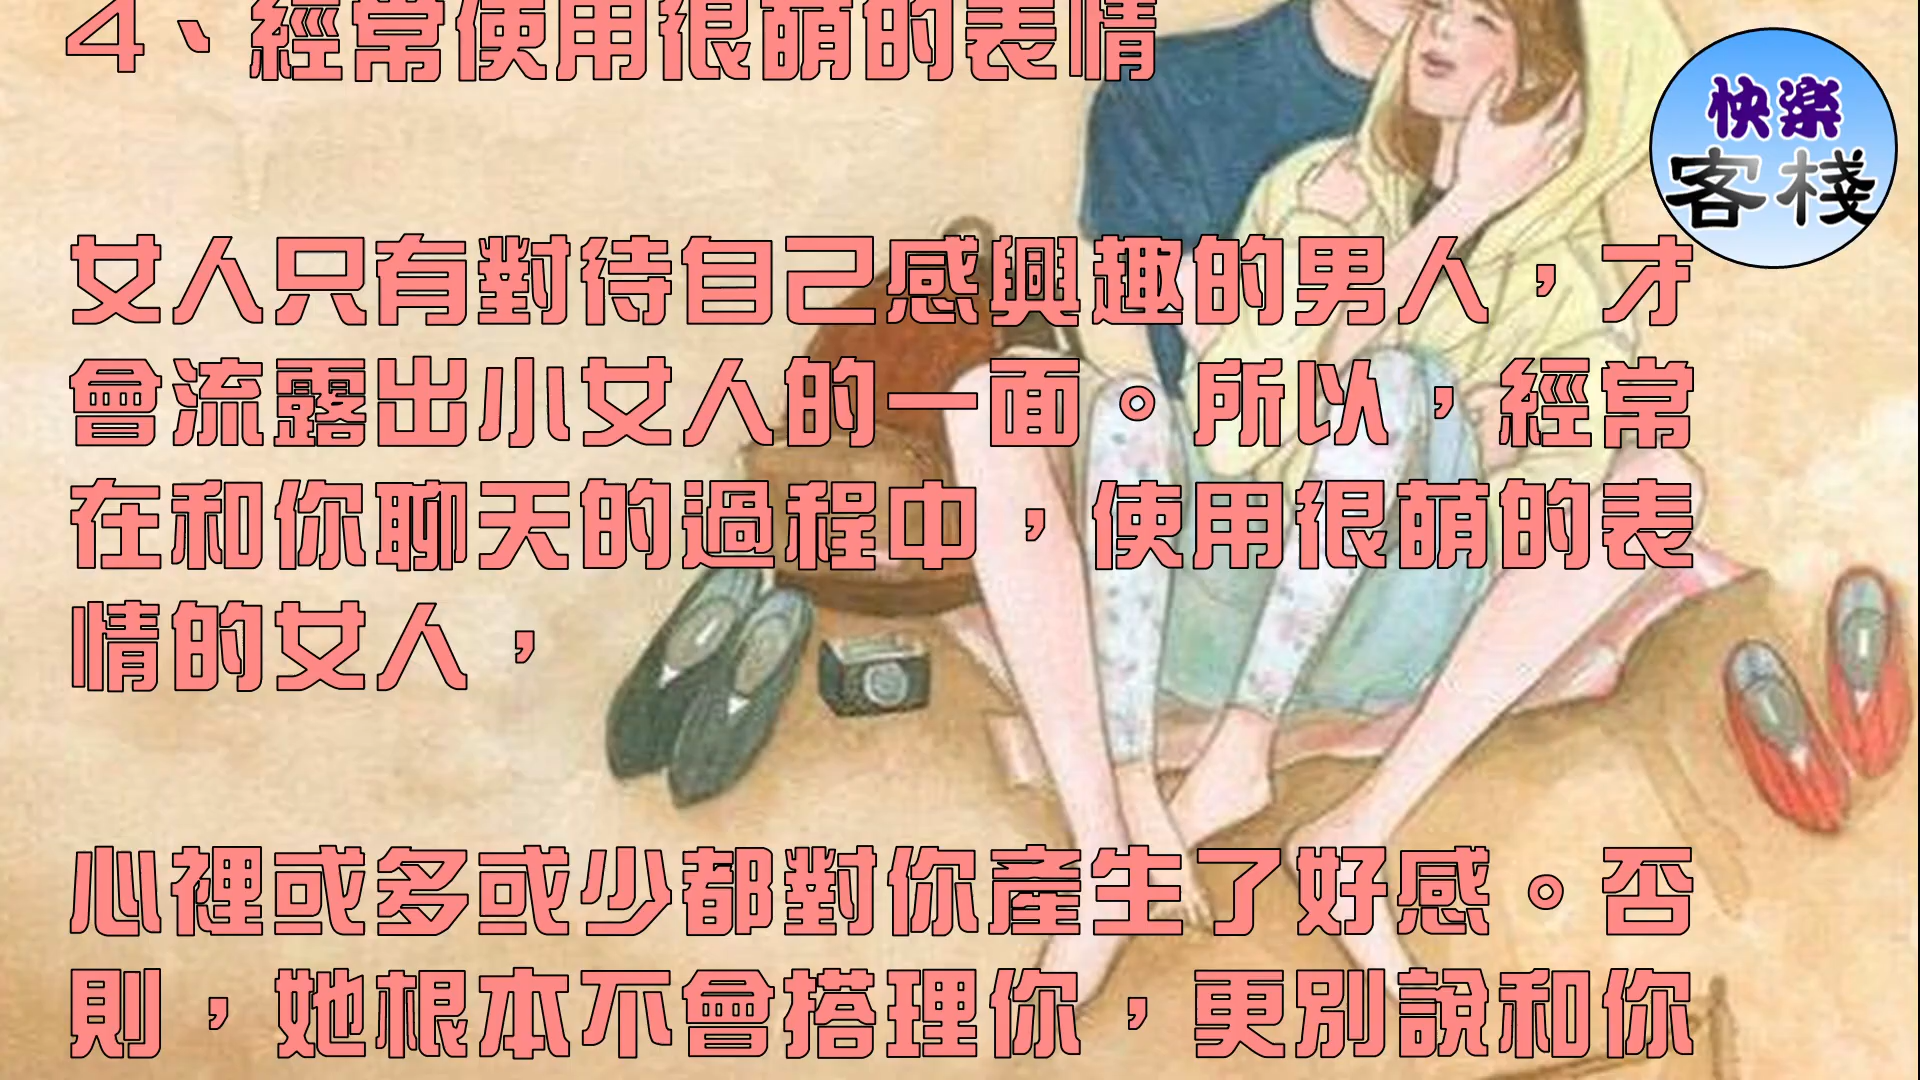 4、經常使用很萌的表情
快樂
客棧
女人只有對待自己感興趣的男人，才
會流露出小女人的一面。所以，經常
在和你聊天的過程中，使用很萌的表
情的女人，
心裡或多或少都對你產生了好感。否
則，她根本不會搭理你，更別說和你